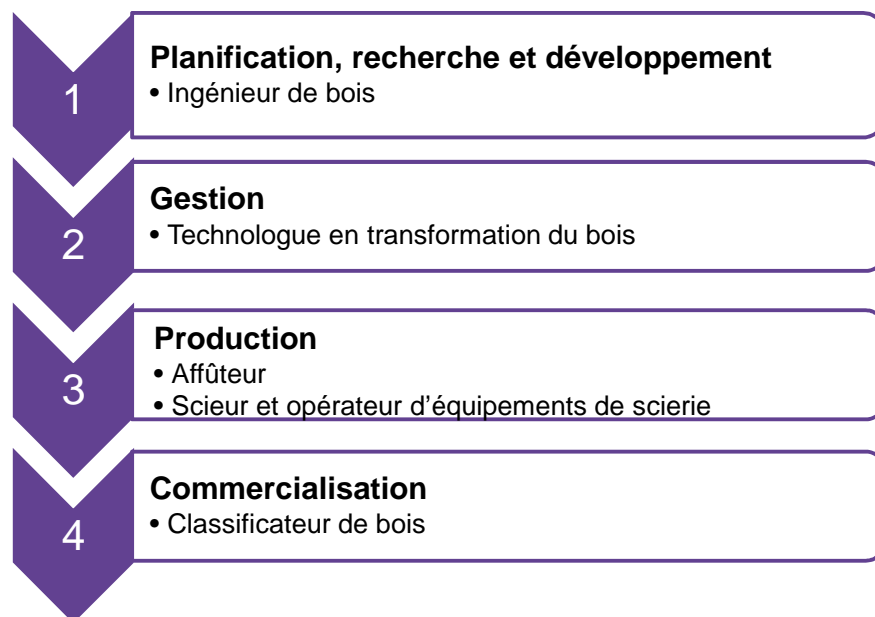 1
Planification, recherche et développement
• Ingénieur de bois
2
Gestion
• Technologue en transformation du bois
3
Production
• Affûteur
• Scieur et opérateur d’équipements de scierie
4
Commercialisation
• Classificateur de bois